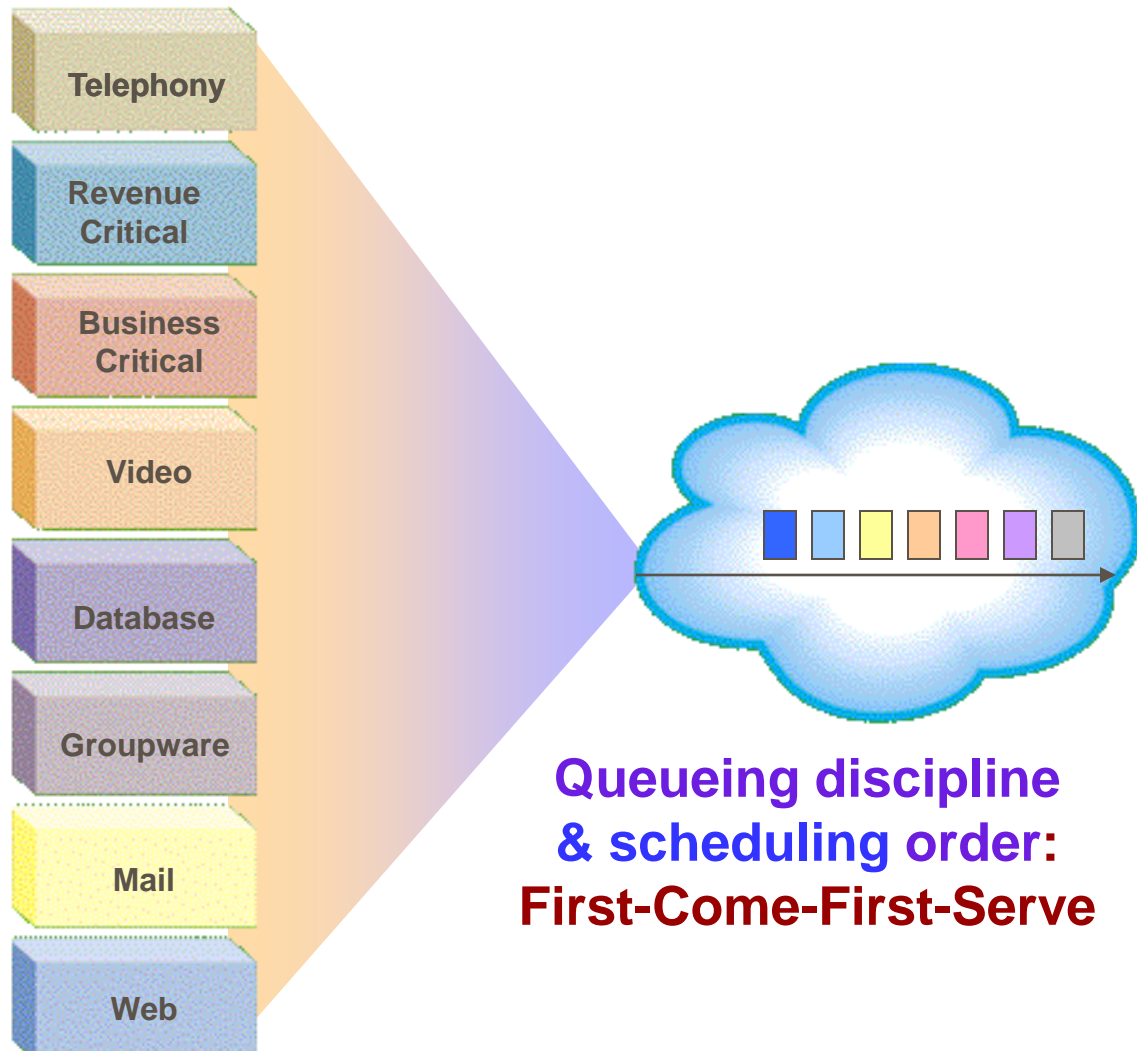 Telephony
Revenue
Critical
Business
Critical
Video
Database
Groupware
Mail
Web
Queueing discipline
& scheduling order:
First-Come-First-Serve